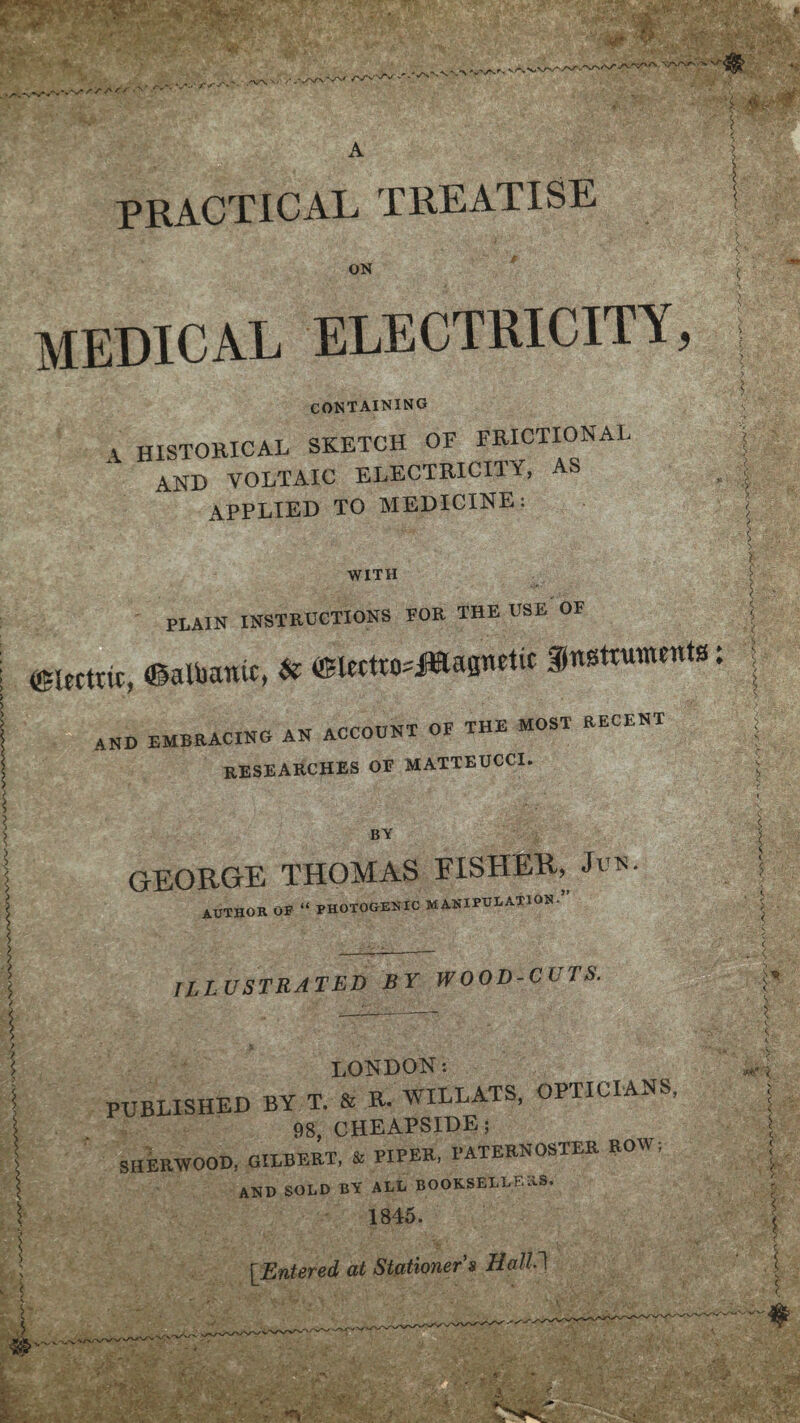 A
PRACTICAL TREATISE
ON
MEDICAL ELECTRICITY,
CONTAINING
A HISTORICAL SKETCH OF FRICTIONAL
AND VOLTAIC ELECTRICITY, AS
APPLIED TO MEDICINE:
WITH
PLAIN INSTRUCTIONS FOR THE USE OF
Electric, Galvanic, & Electro-Magnetic Instruments;
AND EMBRACING AN ACCOUNT OF THE MOST RECENT
RESEARCHES OF MATTEUCCI.
BY
GEORGE THOMAS FISHER, JUN.
AUTHOR OF “ PHOTOGENIC MANIPULATION.”
ILLUSTRATED BY WOOD-CUTS.
LONDON:
PUBLISHED BY T. & R. WILLATS, OPTICIANS,
98, CHEAPSIDE;
SHERWOOD, GILBERT, & PIPER, PATERNOSTER ROW;
AND SOLD BY ALL BOOKSELLERS.
1845.
[Entered at Stationer's Hall.]